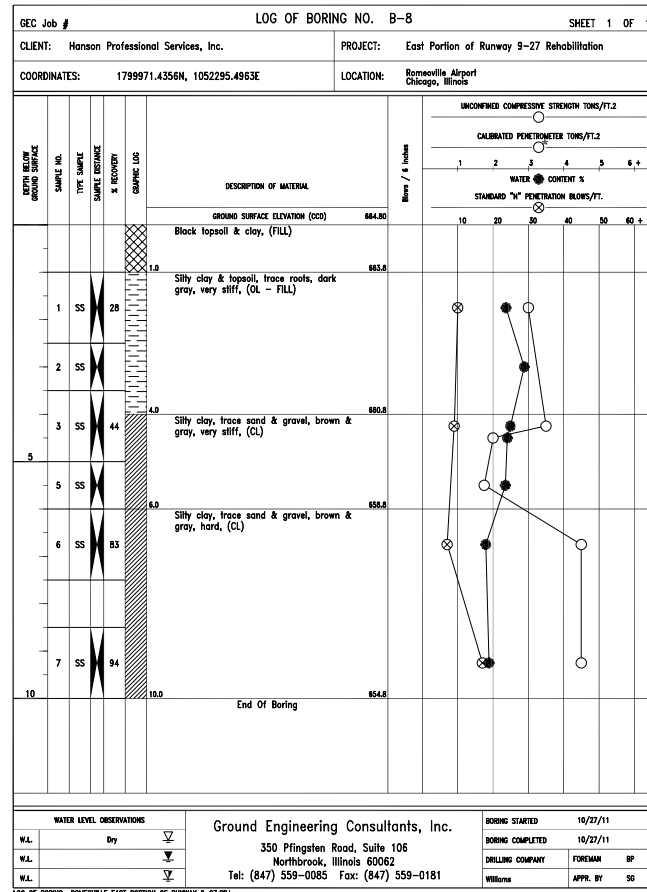 GEC Job # LOG OF BORING NO. B-8 SHEET 1 OF
CLIENT: Hanson Professional Services, Inc. PROJECT: East Portion of Runway 9-27 Rehabilitation
COORDINATES: 1799971.4356N, 1052295.4963E LOCATION: Romeoville Airport
Chicago, Illinois
DEPTH BELOW
GROUND SURFACE
SAMPLE NO.
TYPE SAMPLE
SAMPLE DISTANCE
% RECOVERY
GRAPHIC LOG
DESCRIPTION OF MATERIAL
Blows / 6 inches
UNCONFINED COMPRESSIVE STRENGTH TONS/FT.2
CALIBRATED PENETROMETER TONS/FT.2
*
1 2 3 4 5 6 +
WATER CONTENT %
STANDARD "N" PENETRATION BLOWS/FT.
GROUND SURFACE ELEVATION (CCD) 664.80
10 20 30 40 50 60 +
Black topsoil & clay, (FILL)
1.0 663.8
Silty clay & topsoil, trace roots, dark
gray, very stiff, (OL - FILL)
1 SS 28
2 SS
4.0 660.8
3 SS 44 Silty clay, trace sand & gravel, brown &
gray, very stiff, (CL)
5
5 SS
6.0 658.8
Silty clay, trace sand & gravel, brown &
gray, hard, (CL)
6 SS 83
7 SS 94
10 10.0 654.8
End Of Boring
WATER LEVEL OBSERVATIONS
W.L. Dry
W.L.
W.L.
Ground Engineering Consultants, Inc.
350 Pfingsten Road, Suite 106
Northbrook, Illinois 60062
Tel: (847) 559-0085 Fax: (847) 559-0181
BORING STARTED 10/27/11
BORING COMPLETED 10/27/11
DRILLING COMPANY FOREMAN BP
Williams APPR. BY SG